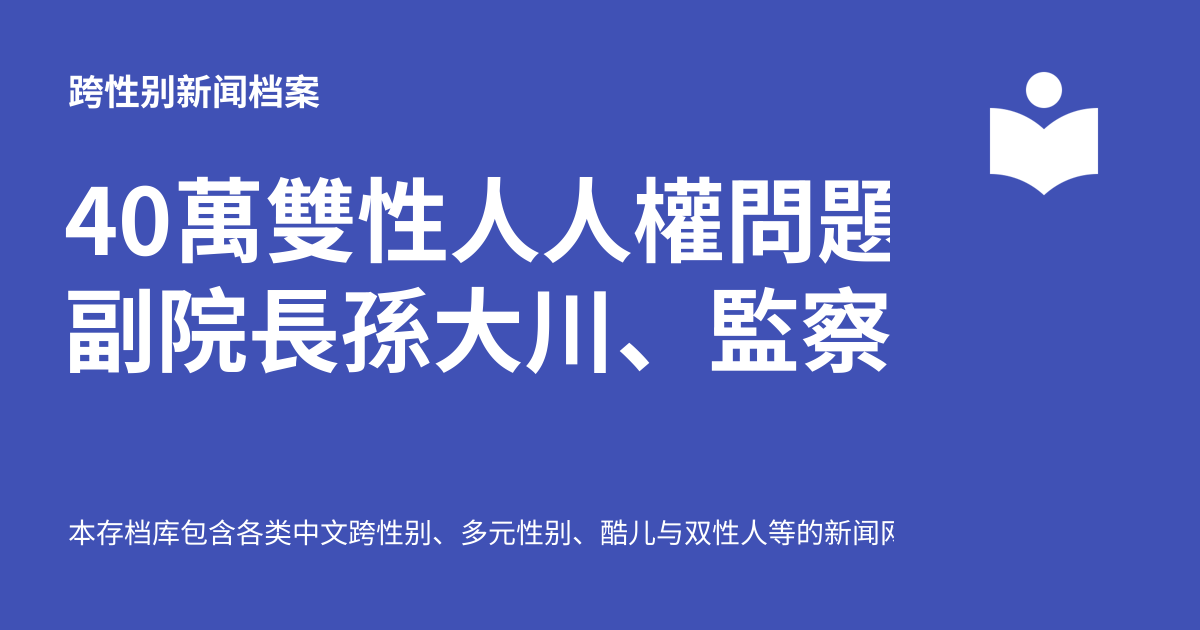 跨性别新闻档案
40萬雙性人人權問題
副院長孫大川、監察
本存档库包含各类中文跨性别、多元性别、酷儿与双性人等的新闻网